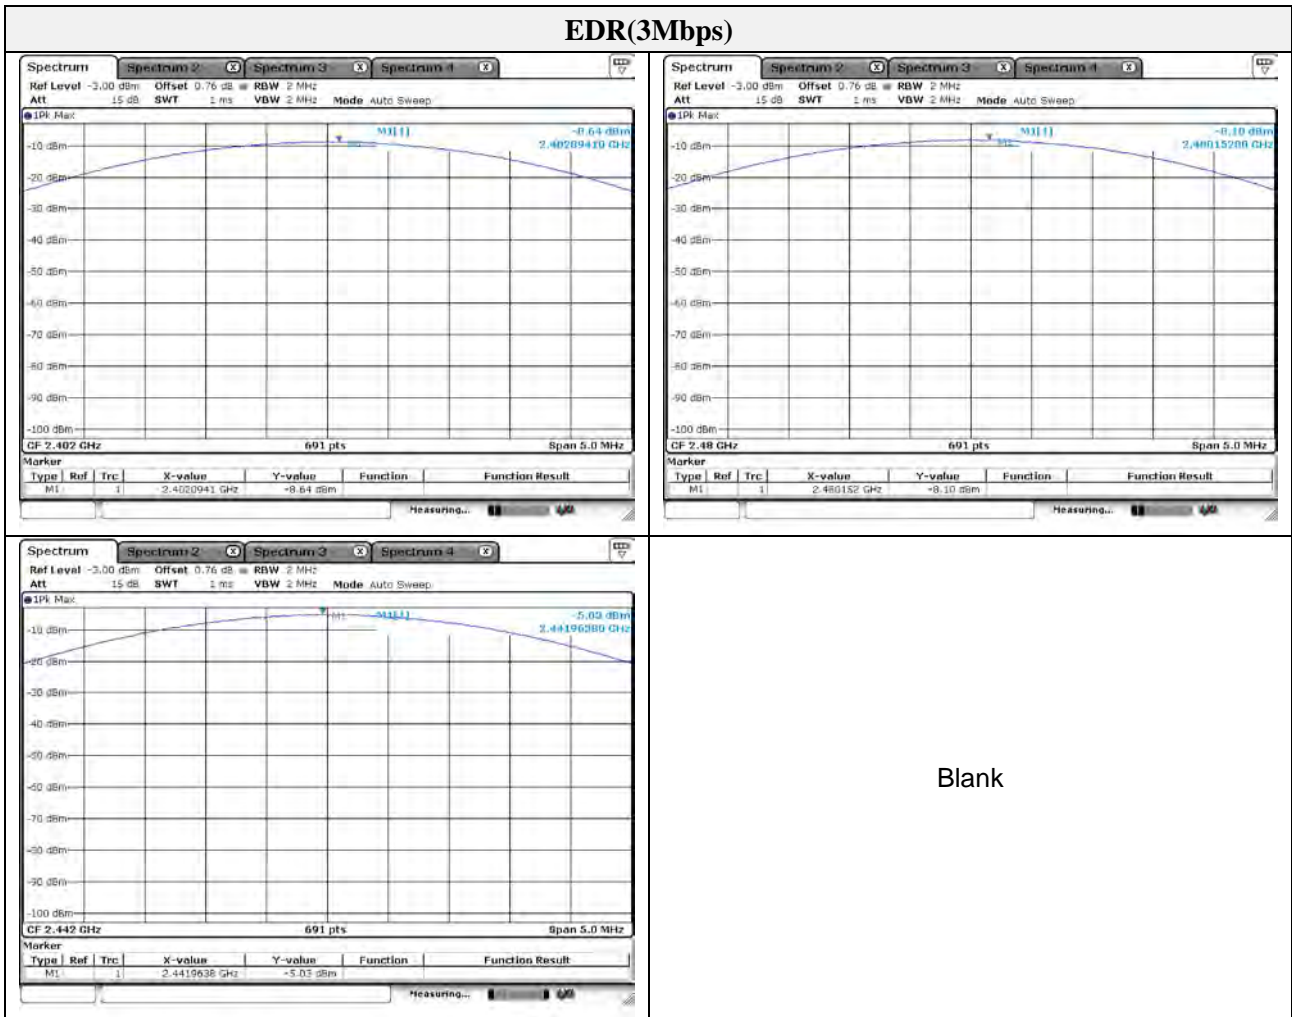 EDR(3Mbps)
Spectrum Spectrum 2 Spectrum 3 Spectrum 4
Ref Level -3.00 dBm Offset 0.76 dB RBW 2 MHz
Att 15 dB SWT 1 ms VBW 2 MHz Mode Auto Sweep
1Pk Max
M1[1] -8.64 dBm
2.40209410 GHz
M1
-10 dBm
-20 dBm
-30 dBm
-40 dBm
-50 dBm
-60 dBm
-70 dBm
-80 dBm
-90 dBm
-100 dBm
CF 2.402 GHz 691 pts Span 5.0 MHz
Marker
Type Ref Trc X-value Y-value Function Function Result
M1 1 2.4020941 GHz -8.64 dBm
Measuring...
Spectrum Spectrum 2 Spectrum 3 Spectrum 4
Ref Level -3.00 dBm Offset 0.76 dB RBW 2 MHz
Att 15 dB SWT 1 ms VBW 2 MHz Mode Auto Sweep
1Pk Max
M1[1] -8.10 dBm
2.48015200 GHz
M1
-10 dBm
-20 dBm
-30 dBm
-40 dBm
-50 dBm
-60 dBm
-70 dBm
-80 dBm
-90 dBm
-100 dBm
CF 2.48 GHz 691 pts Span 5.0 MHz
Marker
Type Ref Trc X-value Y-value Function Function Result
M1 1 2.480152 GHz -8.10 dBm
Measuring...
Spectrum Spectrum 2 Spectrum 3 Spectrum 4
Ref Level -3.00 dBm Offset 0.76 dB RBW 2 MHz
Att 15 dB SWT 1 ms VBW 2 MHz Mode Auto Sweep
1Pk Max
M1 M1[1] -5.03 dBm
2.44196380 GHz
-10 dBm
-20 dBm
-30 dBm
-40 dBm
-50 dBm
-60 dBm
-70 dBm
-80 dBm
-90 dBm
-100 dBm
CF 2.442 GHz 691 pts Span 5.0 MHz
Marker
Type Ref Trc X-value Y-value Function Function Result
M1 1 2.4419638 GHz -5.03 dBm
Measuring...
Blank